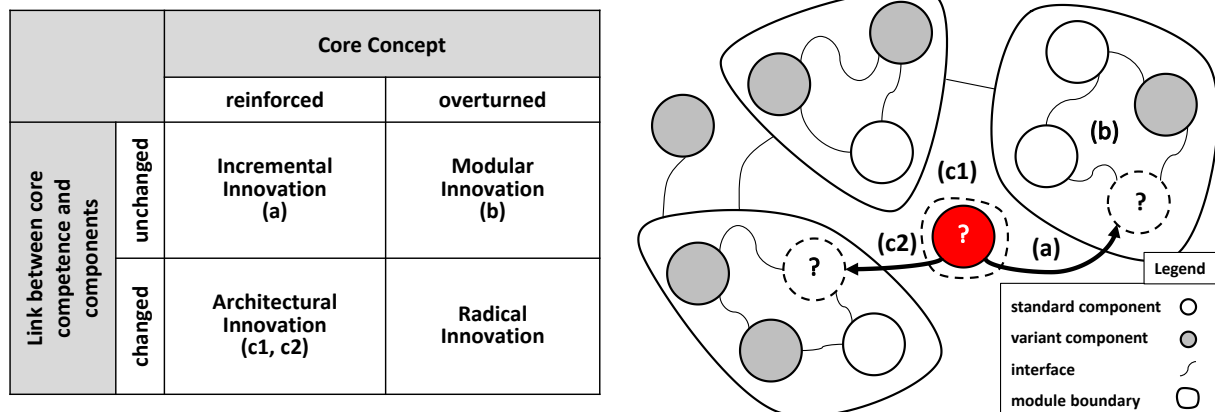 Core Concept
reinforced
overturned
Link between core
competence and
components
unchanged
Incremental
Innovation
(a)
Modular
Innovation
(b)
changed
Architectural
Innovation
(c1, c2)
Radical
Innovation
(b)
(c1)
?
?
(c2)
(a)
?
Legend
standard component
variant component
interface
module boundary